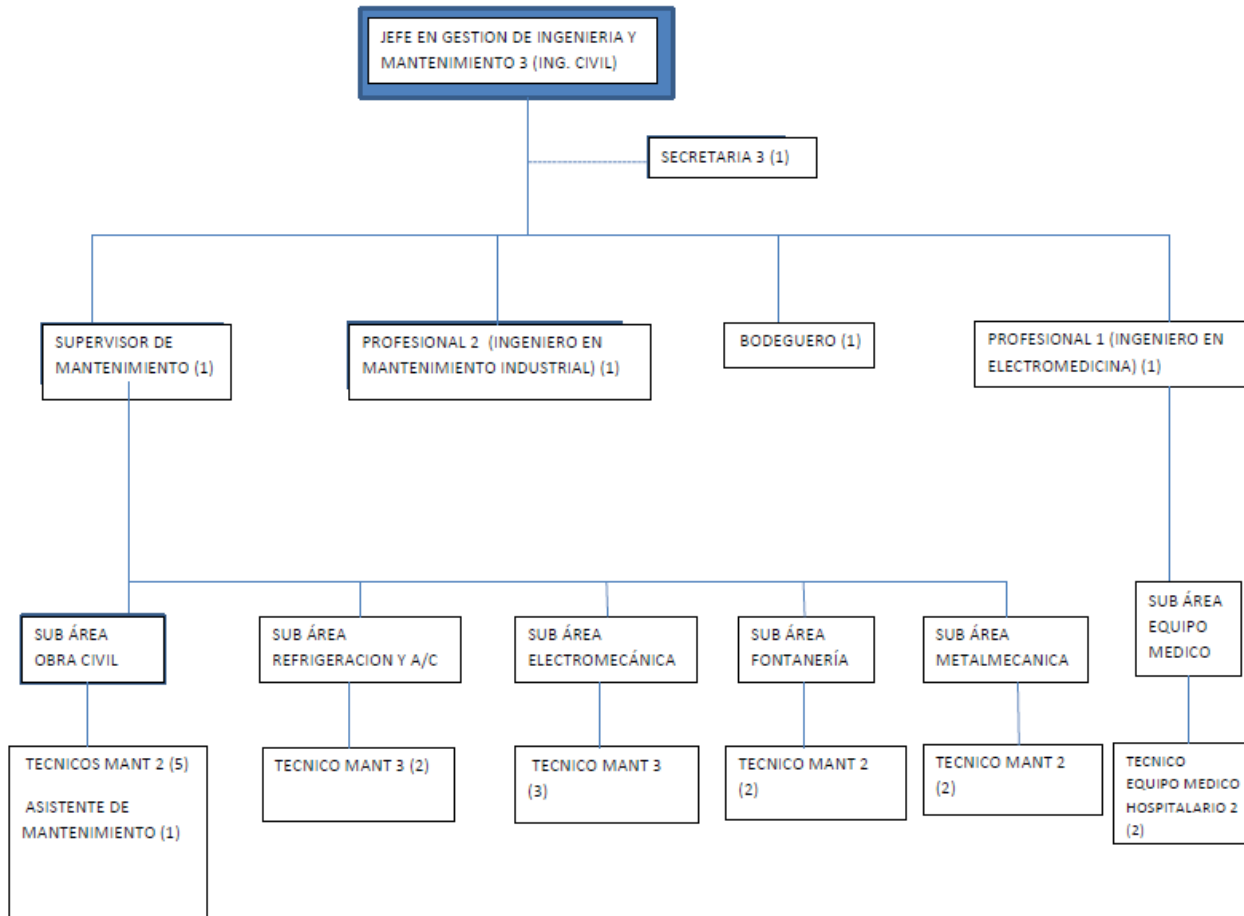 JEFE EN GESTION DE INGENIERIA Y
MANTENIMIENTO 3 (ING. CIVIL)
SECRETARIA 3 (1)
SUPERVISOR DE
MANTENIMIENTO (1)
PROFESIONAL 2 (INGENIERO EN
MANTENIMIENTO INDUSTRIAL) (1)
BODEGUERO (1)
PROFESIONAL 1 (INGENIERO EN
ELECTROMEDICINA) (1)
SUB ÁREA
OBRA CIVIL
SUB ÁREA
REFRIGERACION Y A/C
SUB ÁREA
ELECTROMECÁNICA
SUB ÁREA
FONTANERÍA
SUB ÁREA
METALMECANICA
SUB ÁREA
EQUIPO
MEDICO
TECNICOS MANT 2 (5)
ASISTENTE DE
MANTENIMIENTO (1)
TECNICO MANT 3 (2)
TECNICO MANT 3
(3)
TECNICO MANT 2
(2)
TECNICO MANT 2
(2)
TECNICO
EQUIPO MEDICO
HOSPITALARIO 2
(2)